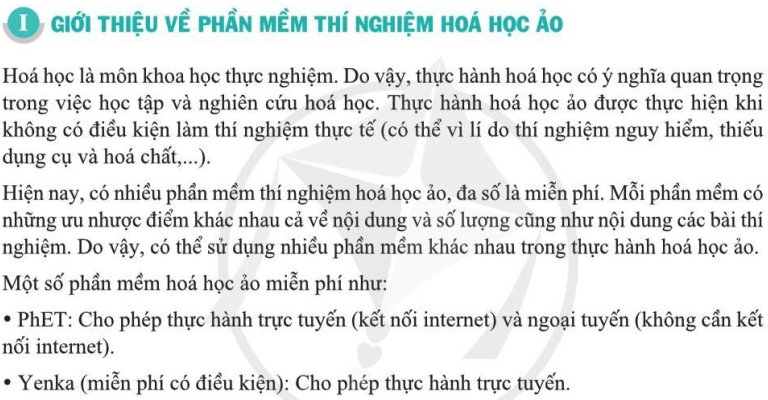 I GIỚI THIỆU VỀ PHẦN MỀM THÍ NGHIỆM HOÁ HỌC ẢO
Hoá học là môn khoa học thực nghiệm. Do vậy, thực hành hoá học có ý nghĩa quan trọng
trong việc học tập và nghiên cứu hoá học. Thực hành hoá học ảo được thực hiện khi
không có điều kiện làm thí nghiệm thực tế (có thể vì lí do thí nghiệm nguy hiểm, thiếu
dụng cụ và hoá chất,...).
Hiện nay, có nhiều phần mềm thí nghiệm hoá học ảo, đa số là miễn phí. Mỗi phần mềm có
những ưu nhược điểm khác nhau cả về nội dung và số lượng cũng như nội dung các bài thí
nghiệm. Do vậy, có thể sử dụng nhiều phần mềm khác nhau trong thực hành hoá học ảo.
Một số phần mềm hoá học ảo miễn phí như:
• PhET: Cho phép thực hành trực tuyến (kết nối internet) và ngoại tuyến (không cần kết
nối internet).
• Yenka (miễn phí có điều kiện): Cho phép thực hành trực tuyến.